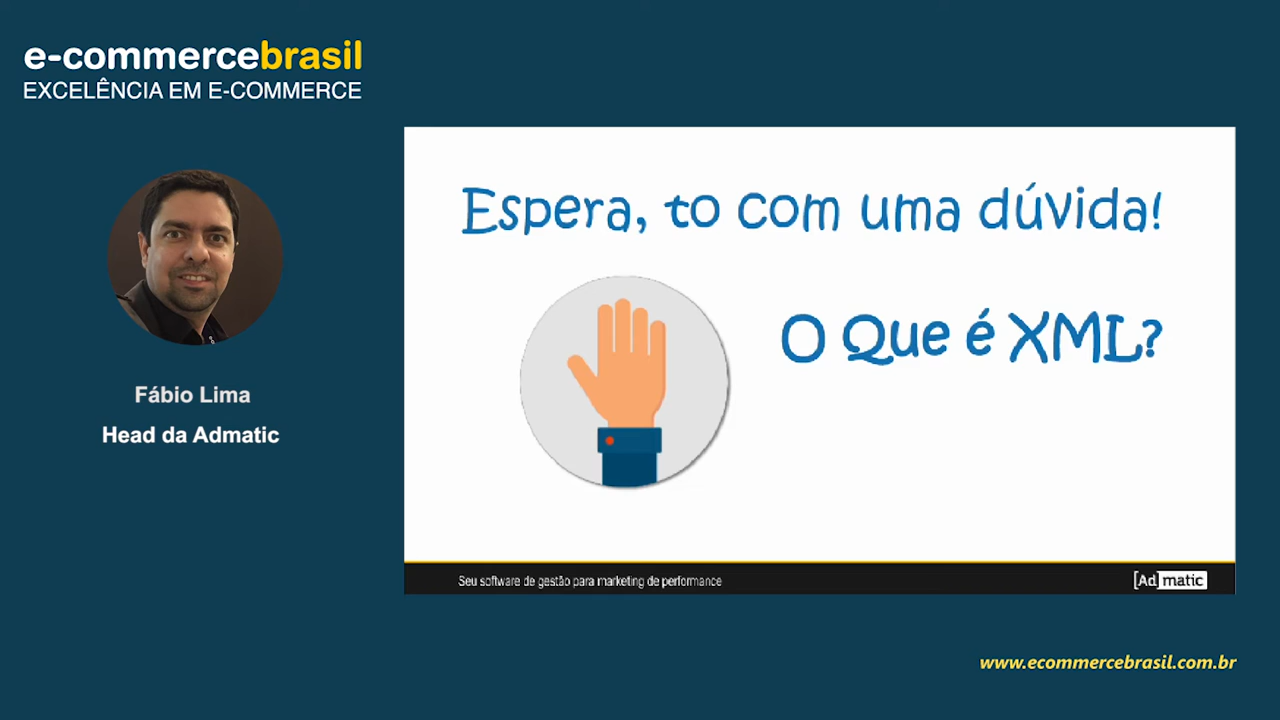 e-commercebrasil
EXCELÊNCIA EM E-COMMERCE
Espera, to com uma dúvida!
O Que é XML?
Fábio Lima
Head da Admatic
Seu software de gestão para marketing de performance
[Ad]matic
www.ecommercebrasil.com.br